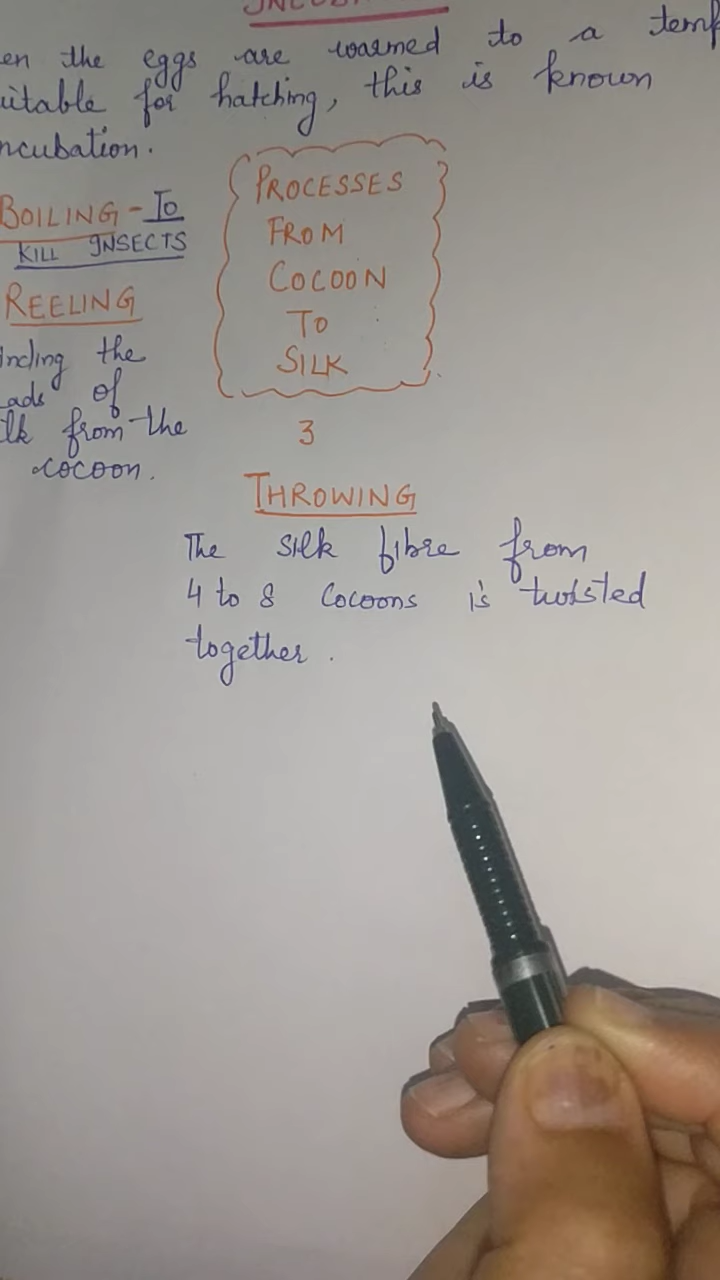 en the eggs are warmed to a temp
uitable for hatching, this is known
ncubation.
BOILING - To
KILL INSECTS
REELING
inding the
ads of
lk from the
cocoon.
PROCESSES
FROM
COCOON
To
SILK
3
THROWING
The silk fibre from
4 to 8 cocoons is twisted
together.